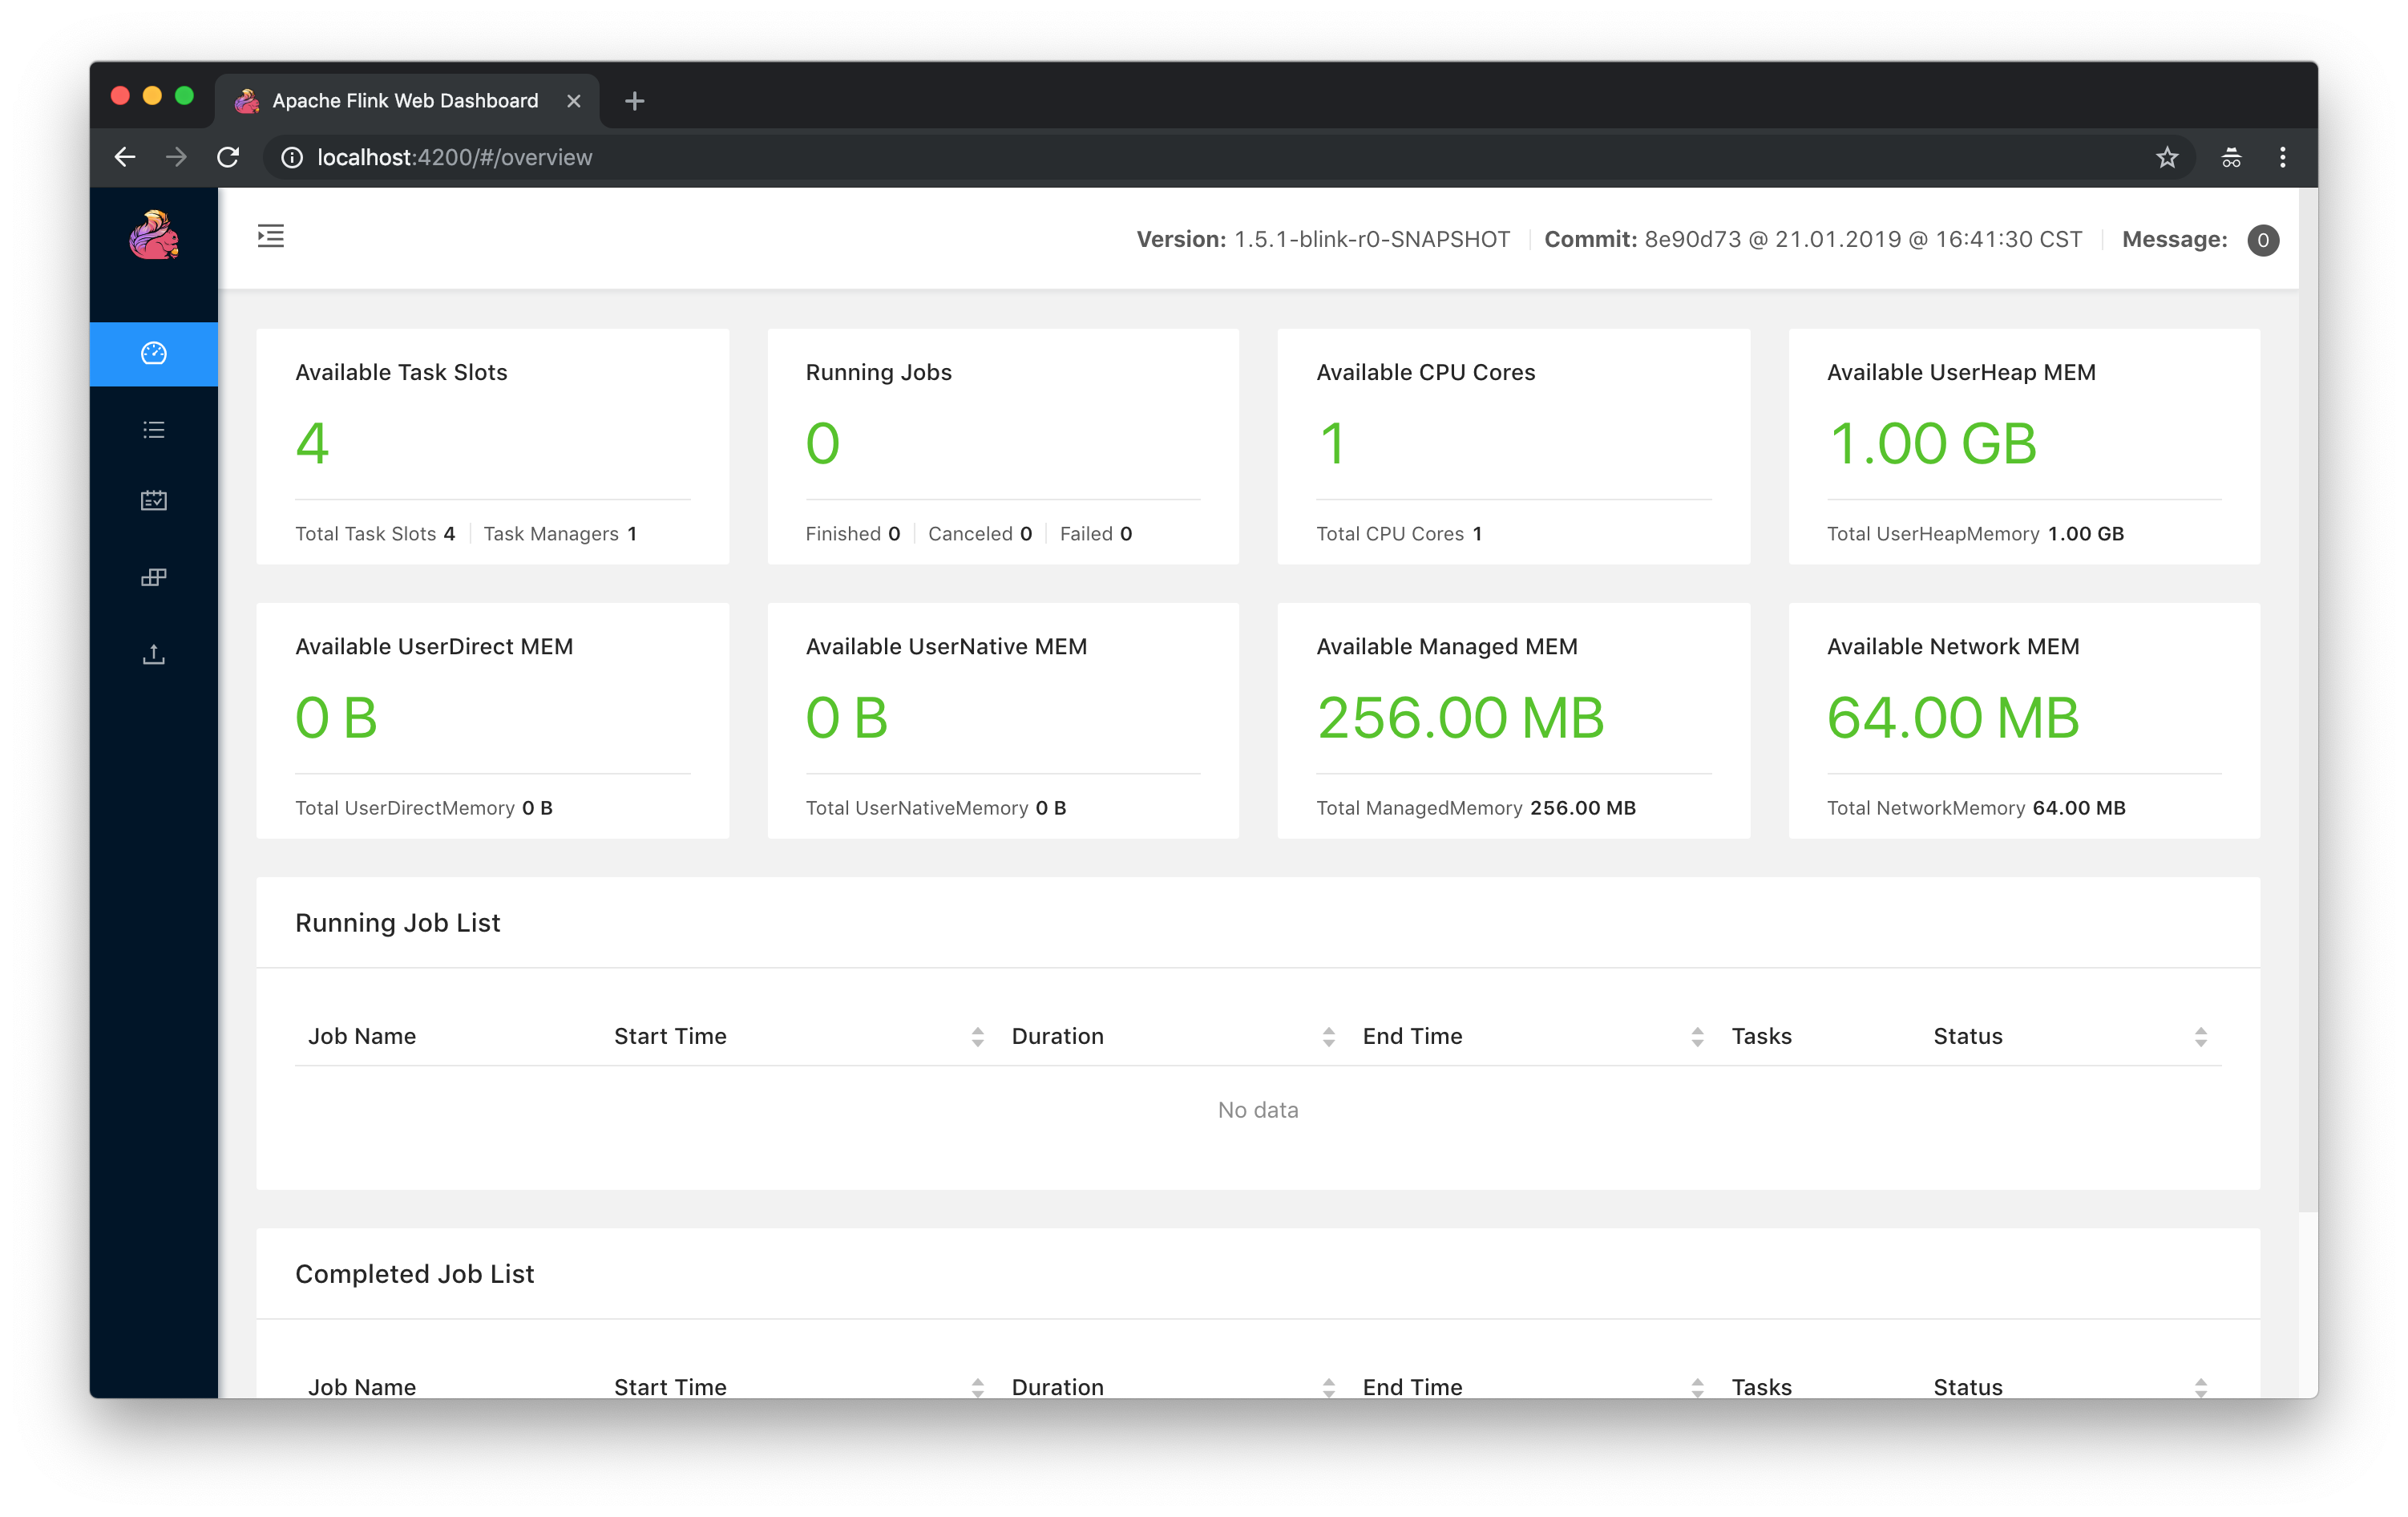 Apache Flink Web Dashboard
localhost:4200/#/overview
Version: 1.5.1-blink-r0-SNAPSHOT Commit: 8e90d73 @ 21.01.2019 @ 16:41:30 CST Message: 0
Available Task Slots
4
Total Task Slots 4 Task Managers 1
Running Jobs
0
Finished 0 Canceled 0 Failed 0
Available CPU Cores
1
Total CPU Cores 1
Available UserHeap MEM
1.00 GB
Total UserHeapMemory 1.00 GB
Available UserDirect MEM
0 B
Total UserDirectMemory 0 B
Available UserNative MEM
0 B
Total UserNativeMemory 0 B
Available Managed MEM
256.00 MB
Total ManagedMemory 256.00 MB
Available Network MEM
64.00 MB
Total NetworkMemory 64.00 MB
Running Job List
Job Name Start Time Duration End Time Tasks Status
No data
Completed Job List
Job Name Start Time Duration End Time Tasks Status